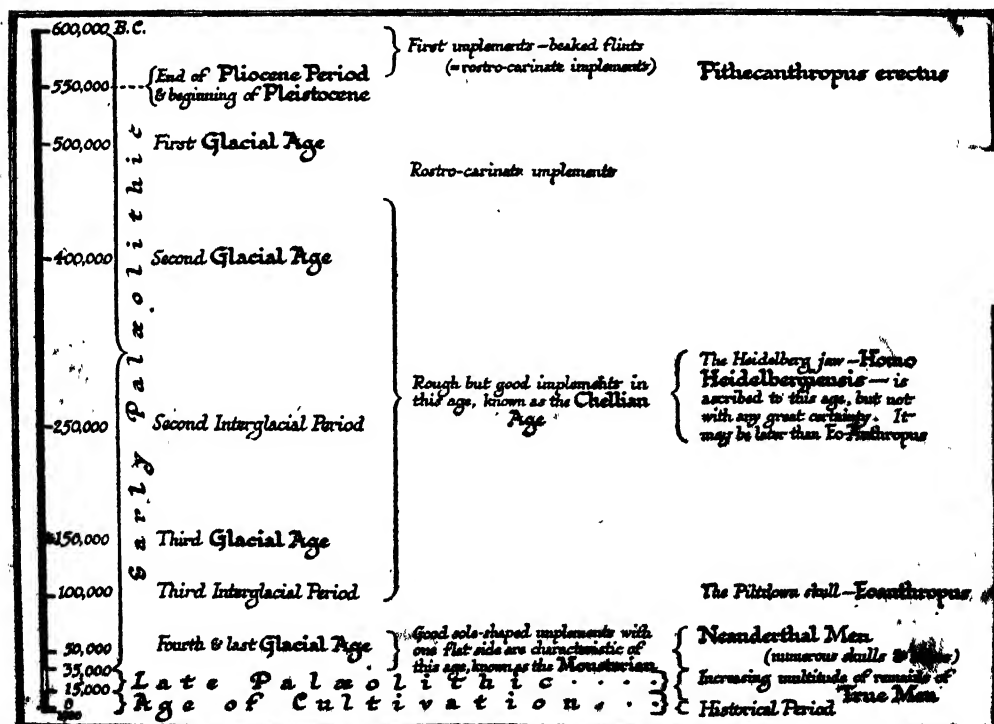 600,000 B.C.
First implements — beaked flints
(= rostro-carinate implements)
{End of Pliocene Period
& beginning of Pleistocene
Pithecanthropus erectus
550,000
500,000
First Glacial Age
Rostro-carinate implements
400,000
Second Glacial Age
Early Palæolithic
The Heidelberg jaw — Homo
Heidelbergensis — is
ascribed to this age, but not
with any great certainty. It
may be later than Eo-Anthropus
Rough but good implements in
this age, known as the Chellian
Age
250,000
Second Interglacial Period
150,000
Third Glacial Age
100,000
Third Interglacial Period
The Piltdown skull — Eoanthropus
50,000
Fourth & last Glacial Age
Good sole-shaped implements with
one flat side are characteristic of
this age, known as the Mousterian
Neanderthal Men
(numerous skulls &
35,000
Late Palæolithic . . . .
Increasing multitude of remains of
True Men
15,000
Age of Cultivation . . .
Historical Period
0